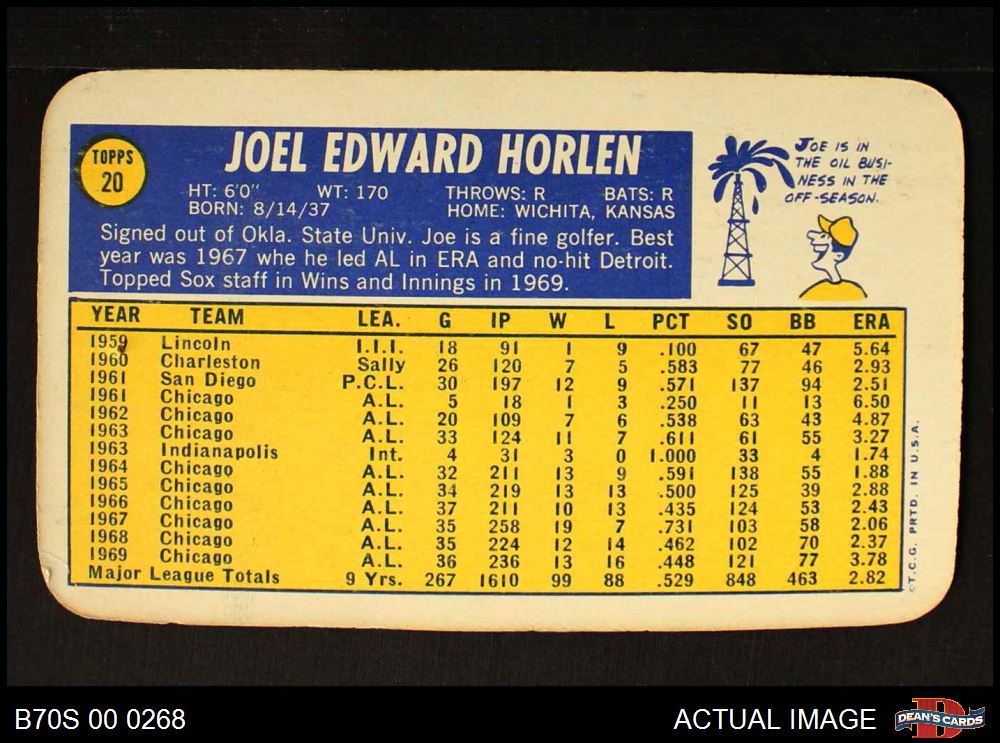 TOPPS
20
JOEL EDWARD HORLEN
HT: 6'0" WT: 170 THROWS: R BATS: R
BORN: 8/14/37 HOME: WICHITA, KANSAS
Signed out of Okla. State Univ. Joe is a fine golfer. Best
year was 1967 whe he led AL in ERA and no-hit Detroit.
Topped Sox staff in Wins and Innings in 1969.
JOE IS IN
THE OIL BUSI-
NESS IN THE
OFF-SEASON.
YEAR TEAM LEA. G IP W L PCT SO BB ERA
1959 Lincoln I.I.I. 18 91 1 9 .100 67 47 5.64
1960 Charleston Sally 26 120 7 5 .583 77 46 2.93
1961 San Diego P.C.L. 30 197 12 9 .571 137 94 2.51
1961 Chicago A.L. 5 18 1 3 .250 11 13 6.50
1962 Chicago A.L. 20 109 7 6 .538 63 43 4.87
1963 Chicago A.L. 33 124 11 7 .611 61 55 3.27
1963 Indianapolis Int. 4 31 3 0 1.000 33 4 1.74
1964 Chicago A.L. 32 211 13 9 .591 138 55 1.88
1965 Chicago A.L. 34 219 13 13 .500 125 39 2.88
1966 Chicago A.L. 37 211 10 13 .435 124 53 2.43
1967 Chicago A.L. 35 258 19 7 .731 103 58 2.06
1968 Chicago A.L. 35 224 12 14 .462 102 70 2.37
1969 Chicago A.L. 36 236 13 16 .448 121 77 3.78
Major League Totals 9 Yrs. 267 1610 99 88 .529 848 463 2.82
©T.C.G. PRTD. IN U.S.A.
B70S 00 0268
ACTUAL IMAGE
D
DEAN'S CARDS